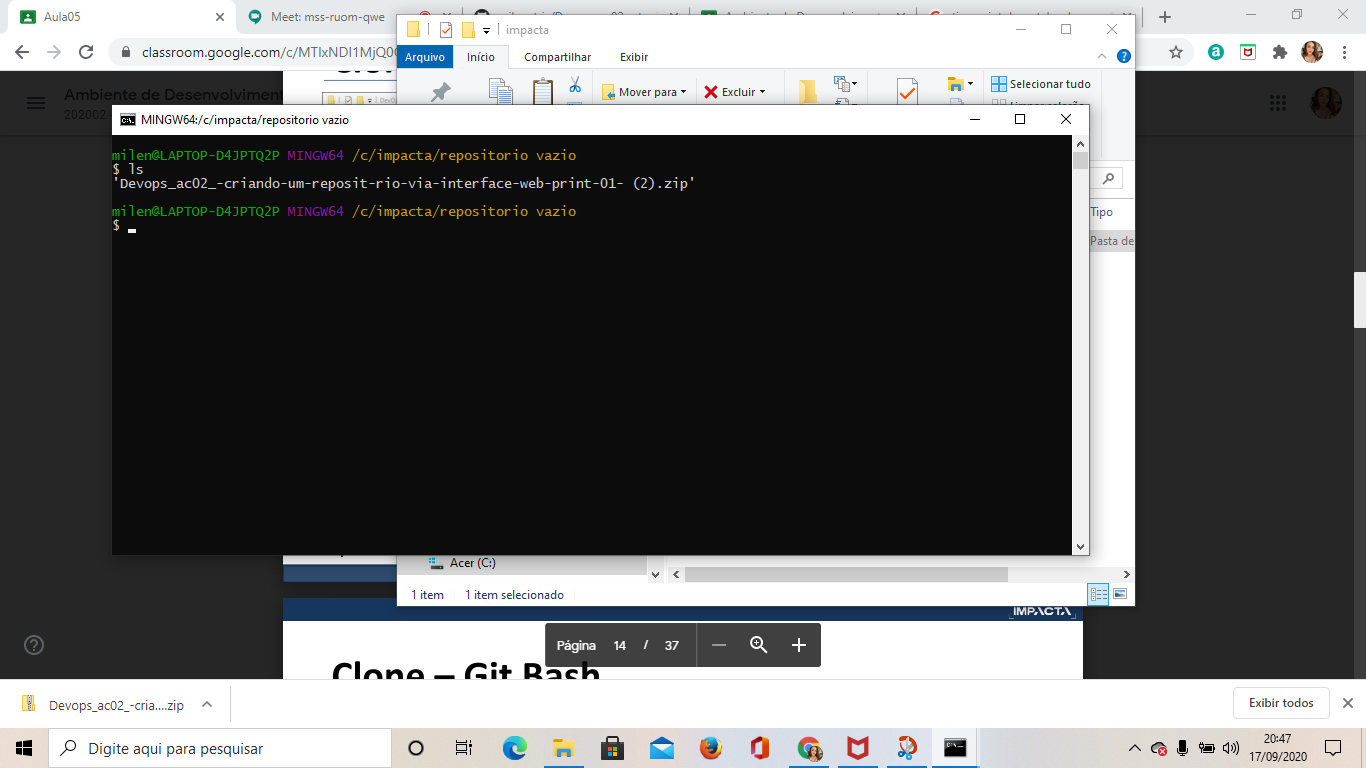 Aula05
Meet: mss-ruom-qwe
impacta
classroom.google.com/c/MTIxNDI1MjQ0
Arquivo
Início
Compartilhar
Exibir
Ambiente de Desenvolviment
202002
Mover para
Excluir
Selecionar tudo
MINGW64:/c/impacta/repositorio vazio
milen@LAPTOP-D4JPTQ2P MINGW64 /c/impacta/repositorio vazio
$ ls
'Devops_ac02_-criando-um-reposit-rio-via-interface-web-print-01- (2).zip'
milen@LAPTOP-D4JPTQ2P MINGW64 /c/impacta/repositorio vazio
$
Tipo
Pasta de
Acer (C:)
1 item
1 item selecionado
IMPACTA
Página 14 / 37
Clone – Git Bash
Devops_ac02_-cria....zip
Exibir todos
Digite aqui para pesquisar
20:47
17/09/2020